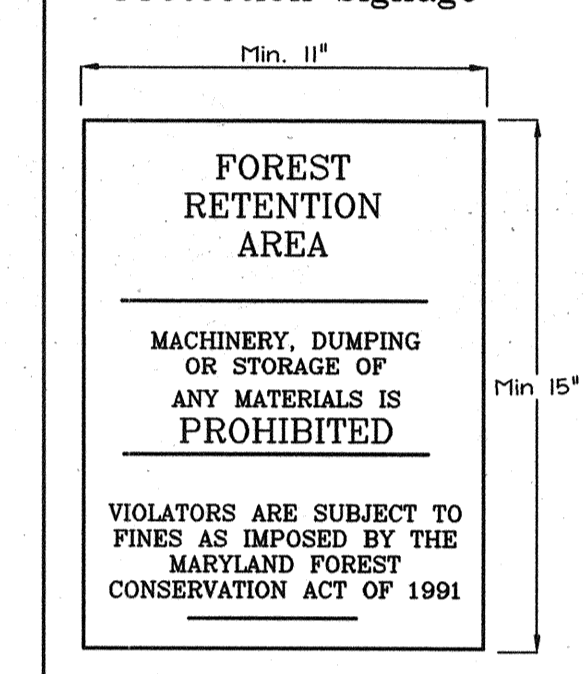 Min. 11"
FOREST
RETENTION
AREA
MACHINERY, DUMPING
OR STORAGE OF
ANY MATERIALS IS
PROHIBITED
Min 15"
VIOLATORS ARE SUBJECT TO
FINES AS IMPOSED BY THE
MARYLAND FOREST
CONSERVATION ACT OF 1991